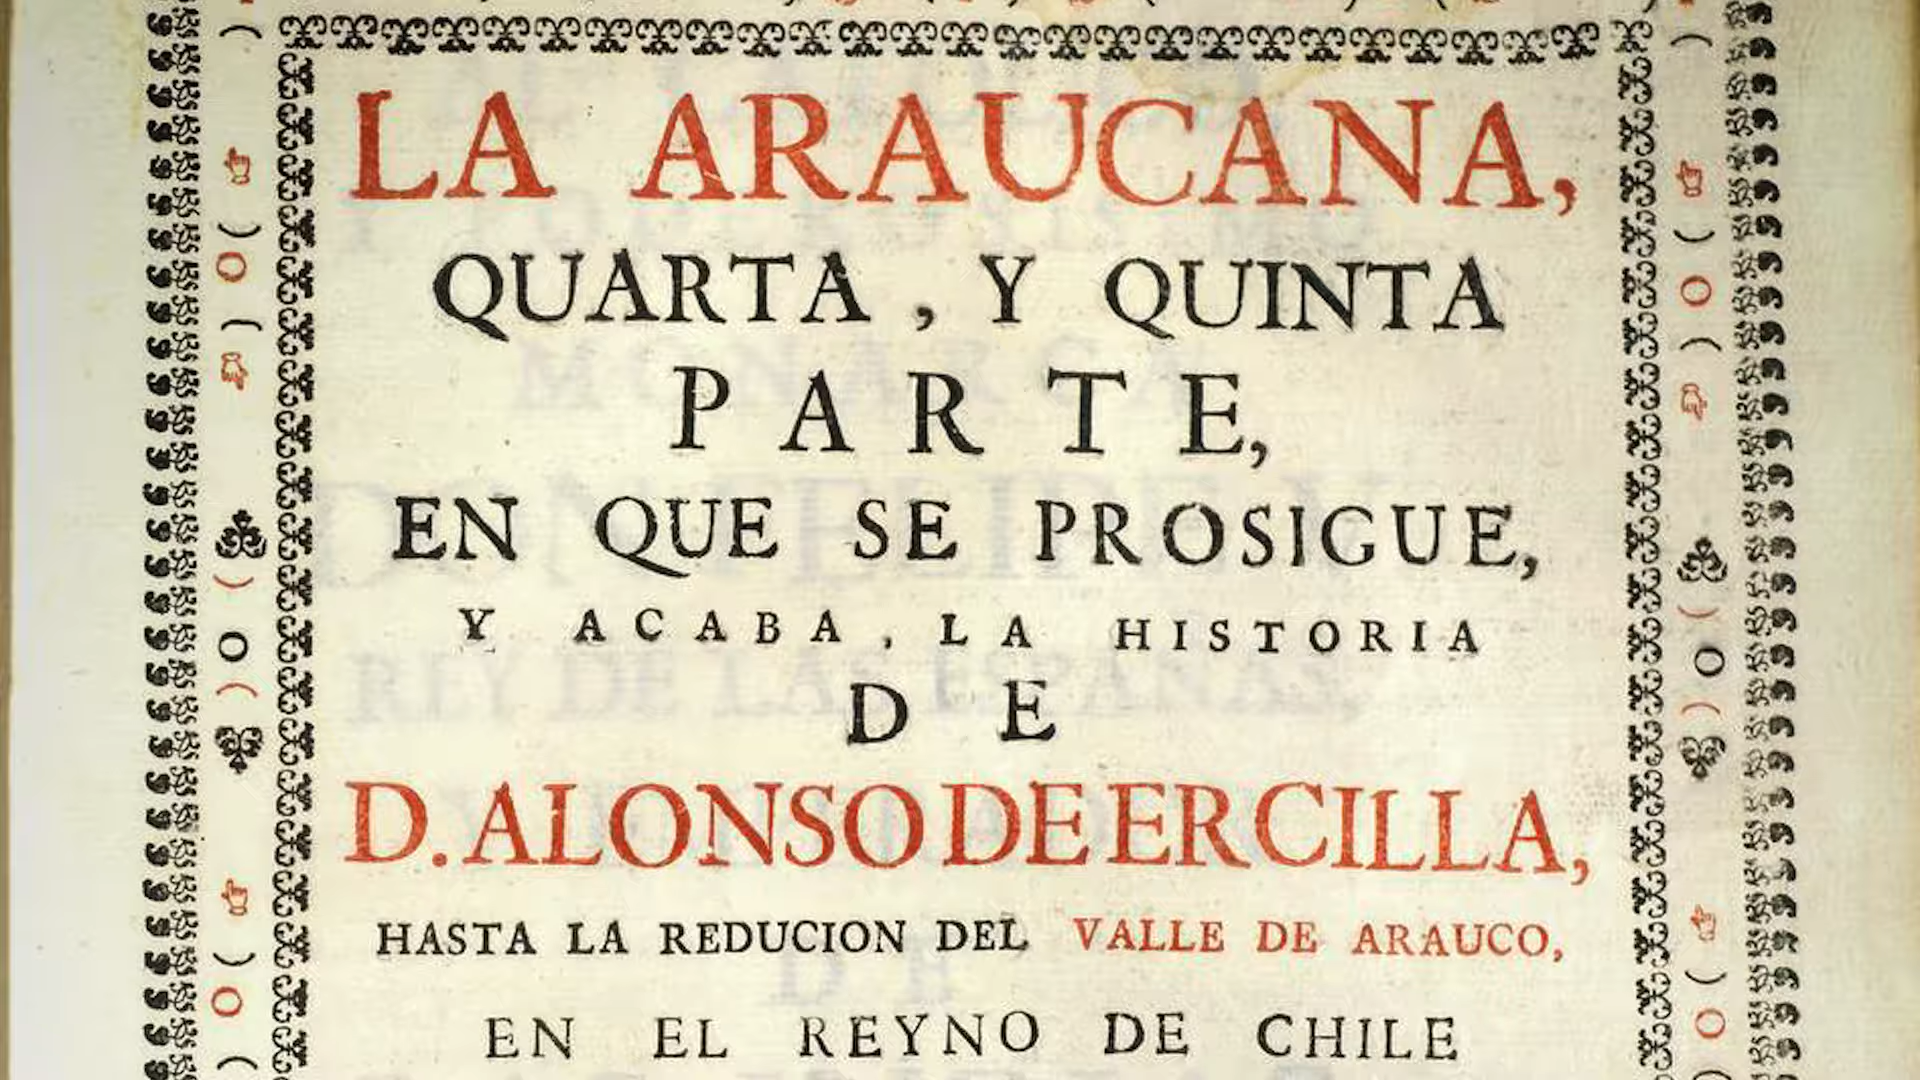 LA ARAUCANA,
QUARTA, Y QUINTA
PARTE,
EN QUE SE PROSIGUE,
Y ACABA, LA HISTORIA
DE
D. ALONSO DE ERCILLA,
HASTA LA REDUCION DEL VALLE DE ARAUCO,
EN EL REYNO DE CHILE